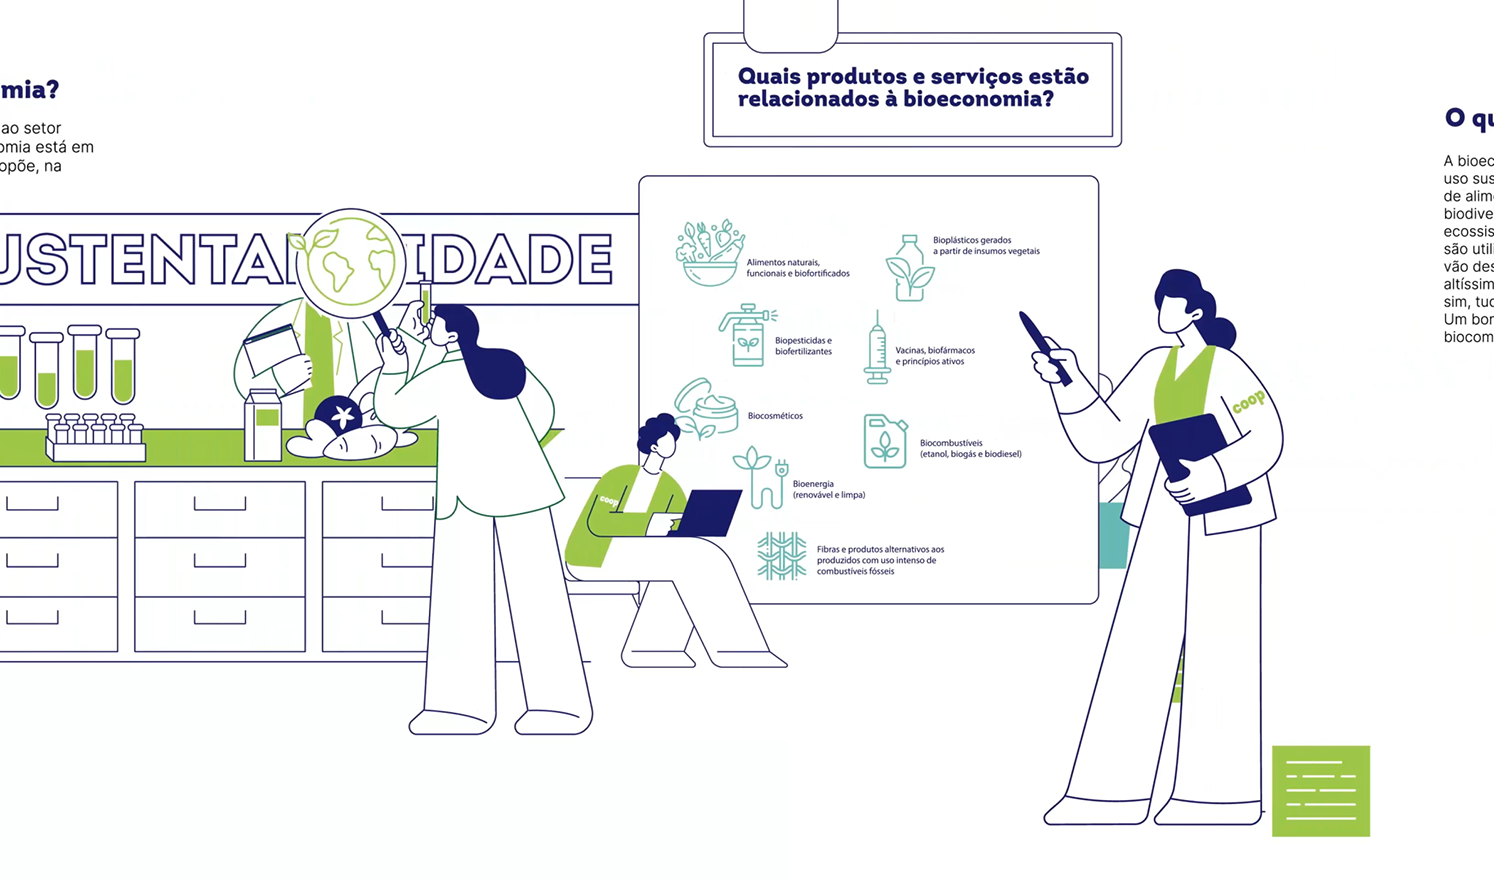 mia?
ao setor
omia está em
opõe, na
USTENTA IDADE
Quais produtos e serviços estão
relacionados à bioeconomia?
Alimentos naturais,
funcionais e biofortificados
Bioplásticos gerados
a partir de insumos vegetais
Biopesticidas e
biofertilizantes
Vacinas, biofármacos
e princípios ativos
Biocosméticos
Biocombustíveis
(etanol, biogás e biodiesel)
Bioenergia
(renovável e limpa)
Fibras e produtos alternativos aos
produzidos com uso intenso de
combustíveis fósseis
coop
coop
O qu
A bioec
uso sus
de alime
biodive
ecossis
são utili
vão des
altíssim
sim, tud
Um bon
biocom